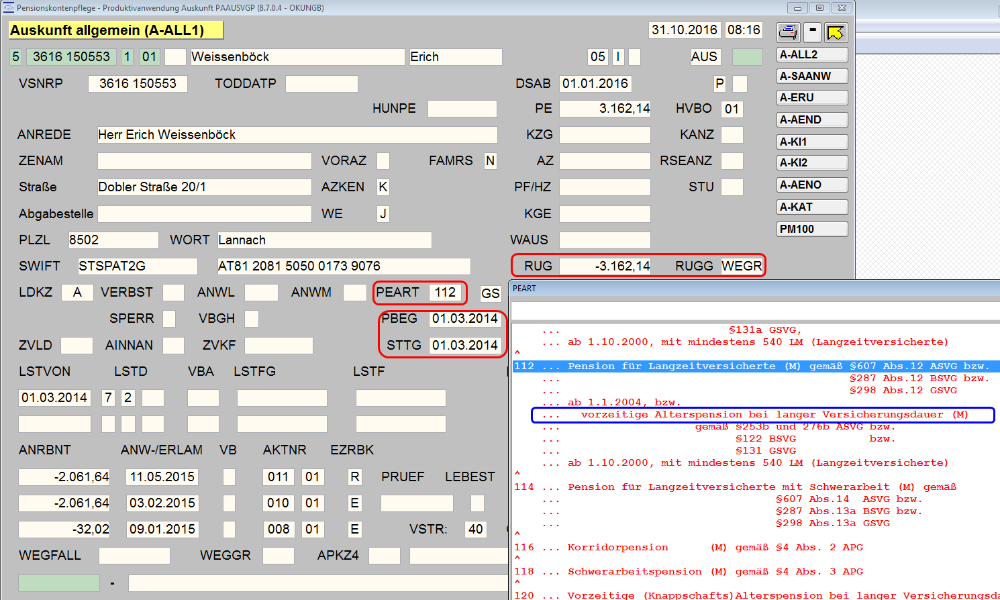 Pensionskontenpflege - Produktivanwendung Auskunft PAAUSVGP (8.7.0.4 - OKUNGB)
Auskunft allgemein (A-ALL1) 31.10.2016 08:16 -
5 3616 150553 1 01 Weissenböck Erich 05 I AUS A-ALL2
A-SAANW
VSNRP 3616 150553 TODDATP DSAB 01.01.2016 P
A-ERU
HUNPE PE 3.162,14 HVBO 01
A-AEND
ANREDE Herr Erich Weissenböck KZG KANZ
A-KI1
ZENAM VORAZ FAMRS N AZ RSEANZ A-KI2
Straße Dobler Straße 20/1 AZKEN K PF/HZ STU A-AENO
A-KAT
Abgabestelle WE J KGE
PM100
PLZL 8502 WORT Lannach WAUS
SWIFT STSPAT2G AT81 2081 5050 0173 9076 RUG -3.162,14 RUGG WEGR
LDKZ A VERBST ANWL ANWM PEART 112 GS
SPERR VBGH PBEG 01.03.2014
ZVLD AINNAN ZVKF STTG 01.03.2014
LSTVON LSTD VBA LSTFG LSTF
01.03.2014 7 2
ANRBNT ANW-/ERLAM VB AKTNR EZRBK
-2.061,64 11.05.2015 011 01 R PRUEF LEBEST
-2.061,64 03.02.2015 010 01 E
-32,02 09.01.2015 008 01 E VSTR: 40
WEGFALL WEGGR APKZ4
-
PEART
... §131a GSVG,
... ab 1.10.2000, mit mindestens 540 LM (Langzeitversicherte)
^
112 ... Pension für Langzeitversicherte (M) gemäß §607 Abs.12 ASVG bzw.
... §287 Abs.12 BSVG bzw.
... §298 Abs.12 GSVG
... ab 1.1.2004, bzw.
... vorzeitige Alterspension bei langer Versicherungsdauer (M)
... gemäß §253b und 276b ASVG bzw.
... §122 BSVG bzw.
... §131 GSVG
... ab 1.10.2000, mit mindestens 540 LM (Langzeitversicherte)
^
114 ... Pension für Langzeitversicherte mit Schwerarbeit (M) gemäß
... §607 Abs.14 ASVG bzw.
... §287 Abs.13a BSVG bzw.
... §298 Abs.13a GSVG
^
116 ... Korridorpension (M) gemäß §4 Abs. 2 APG
^
118 ... Schwerarbeitspension (M) gemäß §4 Abs. 3 APG
^
120 ... Vorzeitige (Knappschafts)Alterspension bei langer Versicherungsda